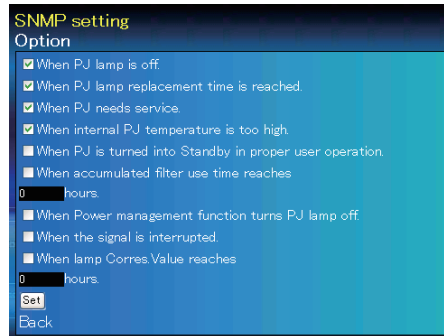 SNMP setting
Option
When PJ lamp is off.
When PJ lamp replacement time is reached.
When PJ needs service.
When internal PJ temperature is too high.
When PJ is turned into Standby in proper user operation.
When accumulated filter use time reaches
0 hours.
When Power management function turns PJ lamp off.
When the signal is interrupted.
When lamp Corres.Value reaches
0 hours.
Set
Back